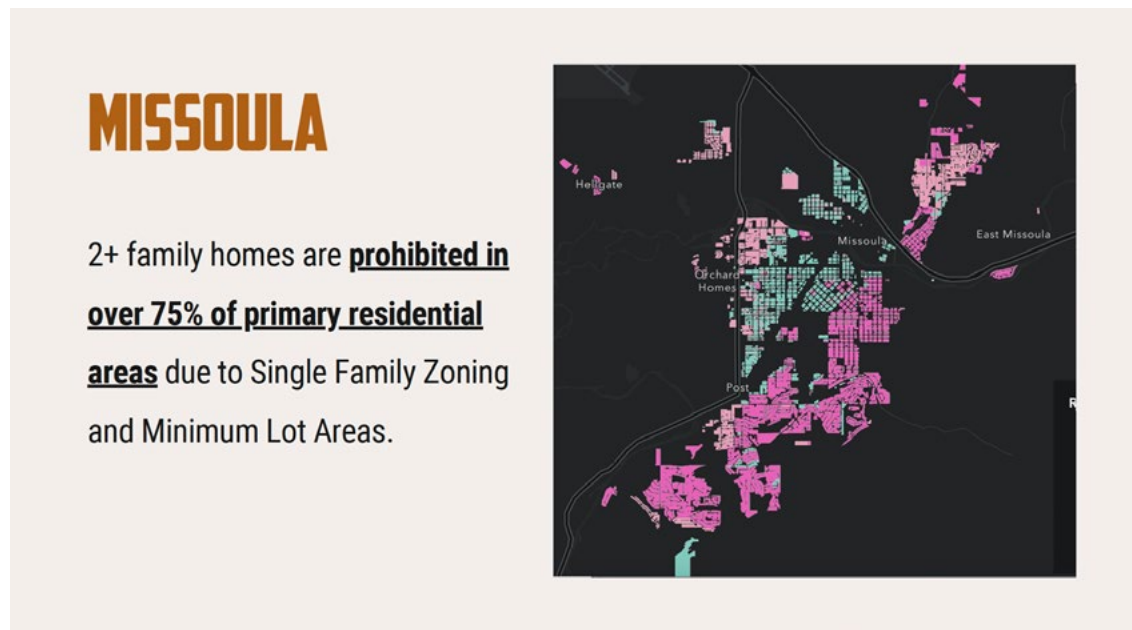 MISSOULA
2+ family homes are prohibited in
over 75% of primary residential
areas due to Single Family Zoning
and Minimum Lot Areas.
Hellgate
Missoula
East Missoula
Orchard
Homes
Post
R